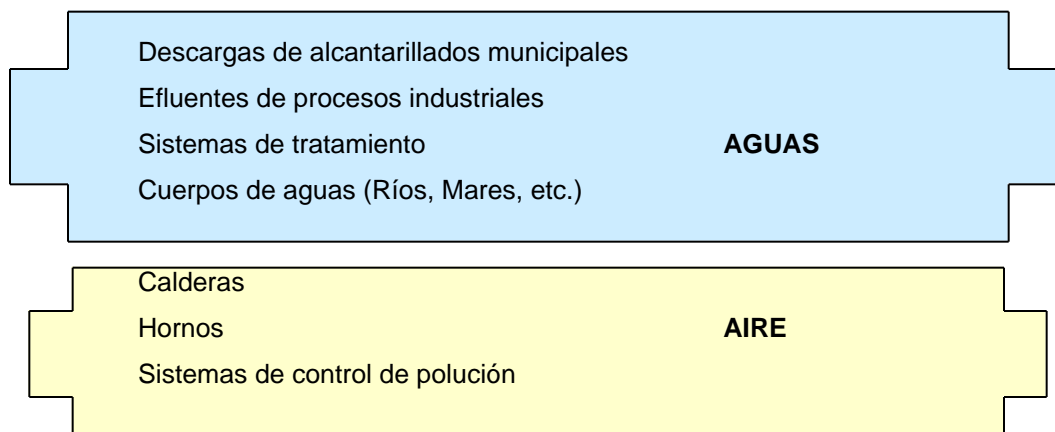 Descargas de alcantarillados municipales
Efluentes de procesos industriales
Sistemas de tratamiento AGUAS
Cuerpos de aguas (Ríos, Mares, etc.)
Calderas
Hornos AIRE
Sistemas de control de polución